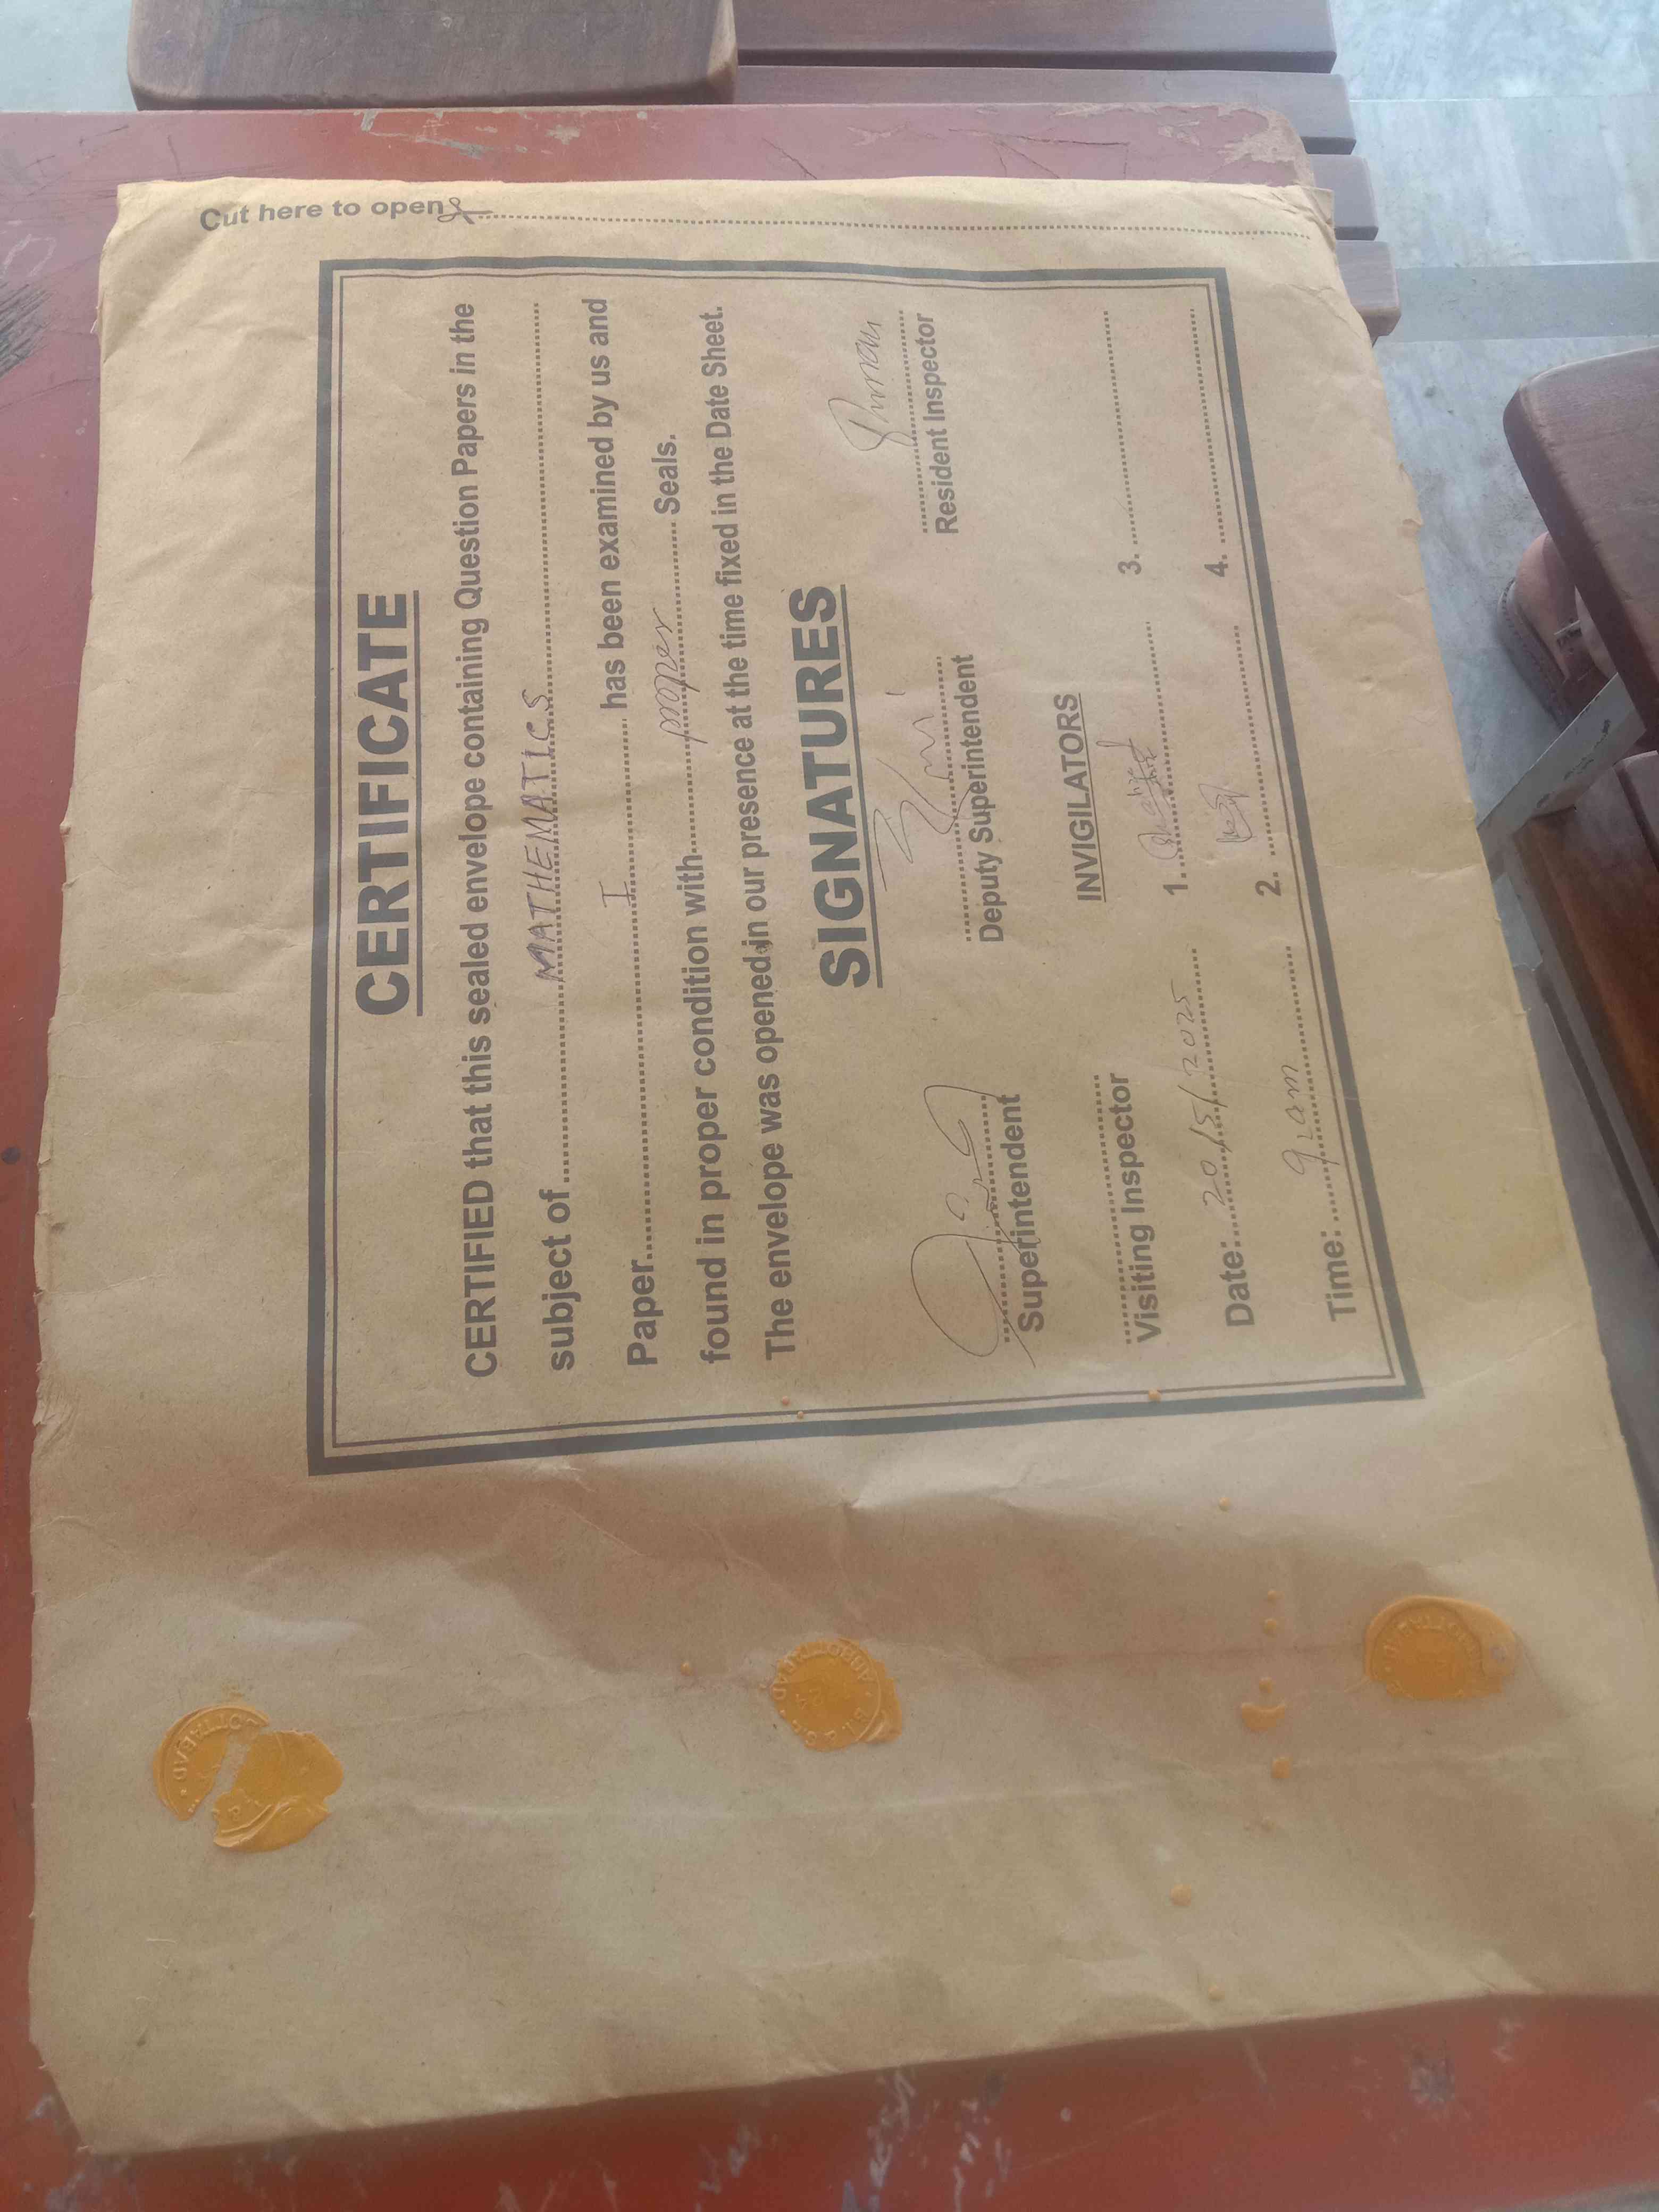 Cut here to open
CERTIFICATE
CERTIFIED that this sealed envelope containing Question Papers in the
subject of MATHEMATICS
Paper I has been examined by us and
found in proper condition with proper Seals.
The envelope was opened in our presence at the time fixed in the Date Sheet.
SIGNATURES
Superintendent
Deputy Superintendent
Resident Inspector
Visiting Inspector
INVIGILATORS
1.
2.
3.
4.
Date: 20/5/2025
Time: 9 am